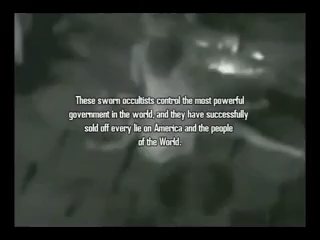 These sworn occultists control the most powerful
government in the world, and they have successfully
sold off every lie on America and the people
of the World.